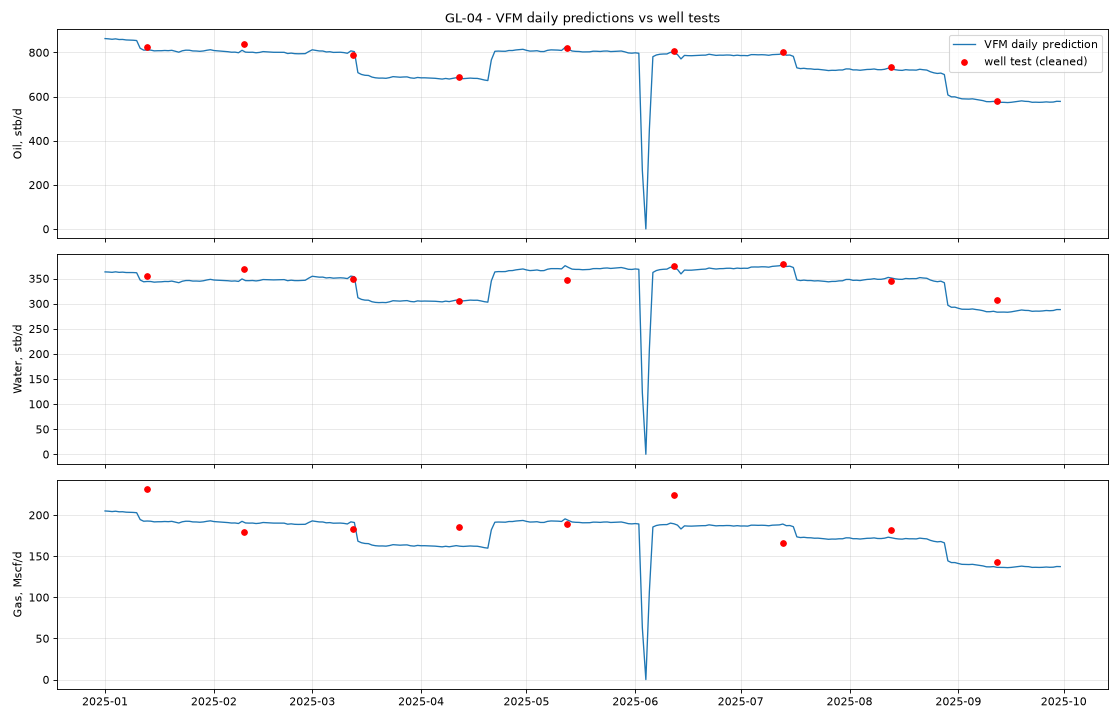 GL-04 - VFM daily predictions vs well tests
VFM daily prediction
well test (cleaned)
Oil, stb/d
800
600
400
200
0
Water, stb/d
350
300
250
200
150
100
50
0
Gas, Mscf/d
200
150
100
50
0
2025-01 2025-02 2025-03 2025-04 2025-05 2025-06 2025-07 2025-08 2025-09 2025-10